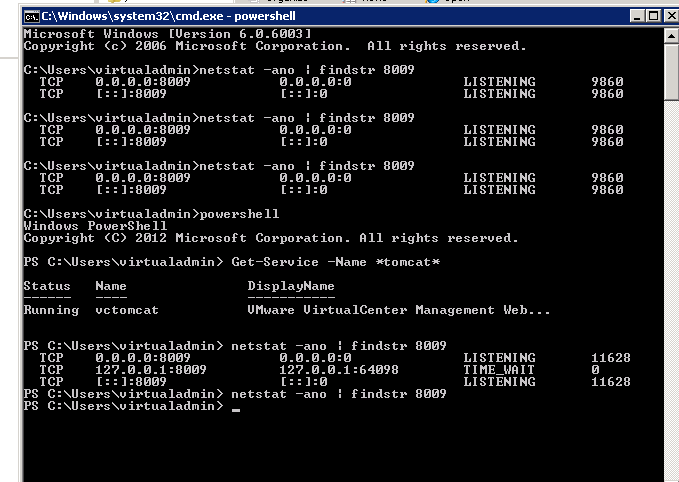 C:\Windows\system32\cmd.exe - powershell
Microsoft Windows [Version 6.0.6003]
Copyright (c) 2006 Microsoft Corporation.  All rights reserved.
C:\Users\virtualadmin>netstat -ano | findstr 8009
TCP    0.0.0.0:8009           0.0.0.0:0              LISTENING       9860
TCP    [::]:8009              [::]:0                 LISTENING       9860
C:\Users\virtualadmin>netstat -ano | findstr 8009
TCP    0.0.0.0:8009           0.0.0.0:0              LISTENING       9860
TCP    [::]:8009              [::]:0                 LISTENING       9860
C:\Users\virtualadmin>netstat -ano | findstr 8009
TCP    0.0.0.0:8009           0.0.0.0:0              LISTENING       9860
TCP    [::]:8009              [::]:0                 LISTENING       9860
C:\Users\virtualadmin>powershell
Windows PowerShell
Copyright (C) 2012 Microsoft Corporation. All rights reserved.
PS C:\Users\virtualadmin> Get-Service -Name *tomcat*
Status   Name               DisplayName
------   ----               -----------
Running  vctomcat           VMware VirtualCenter Management Web...
PS C:\Users\virtualadmin> netstat -ano | findstr 8009
TCP    0.0.0.0:8009           0.0.0.0:0              LISTENING       11628
TCP    127.0.0.1:8009         127.0.0.1:64098        TIME_WAIT       0
TCP    [::]:8009              [::]:0                 LISTENING       11628
PS C:\Users\virtualadmin> netstat -ano | findstr 8009
PS C:\Users\virtualadmin> _